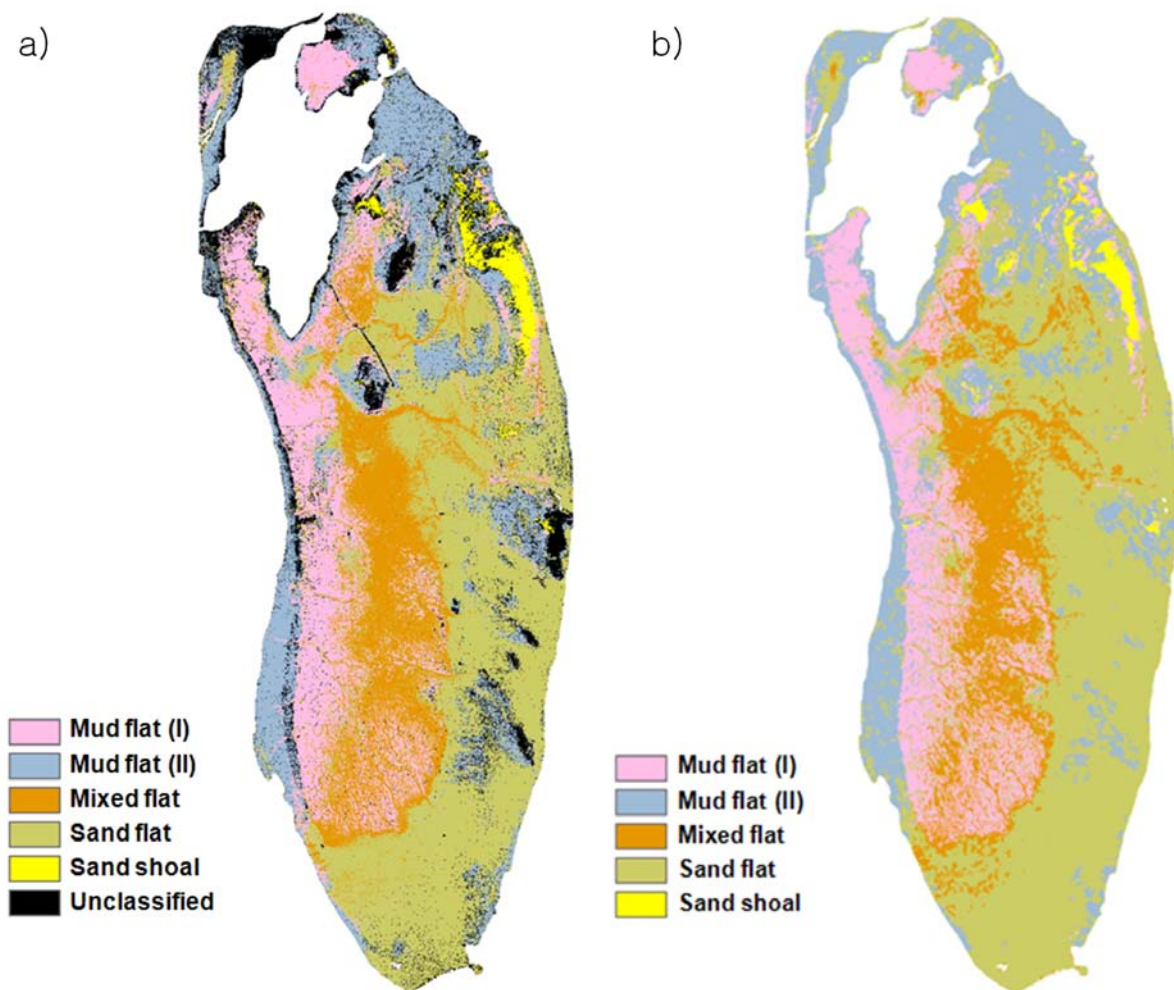 a)
b)
Mud flat (I)
Mud flat (II)
Mixed flat
Sand flat
Sand shoal
Unclassified
Mud flat (I)
Mud flat (II)
Mixed flat
Sand flat
Sand shoal